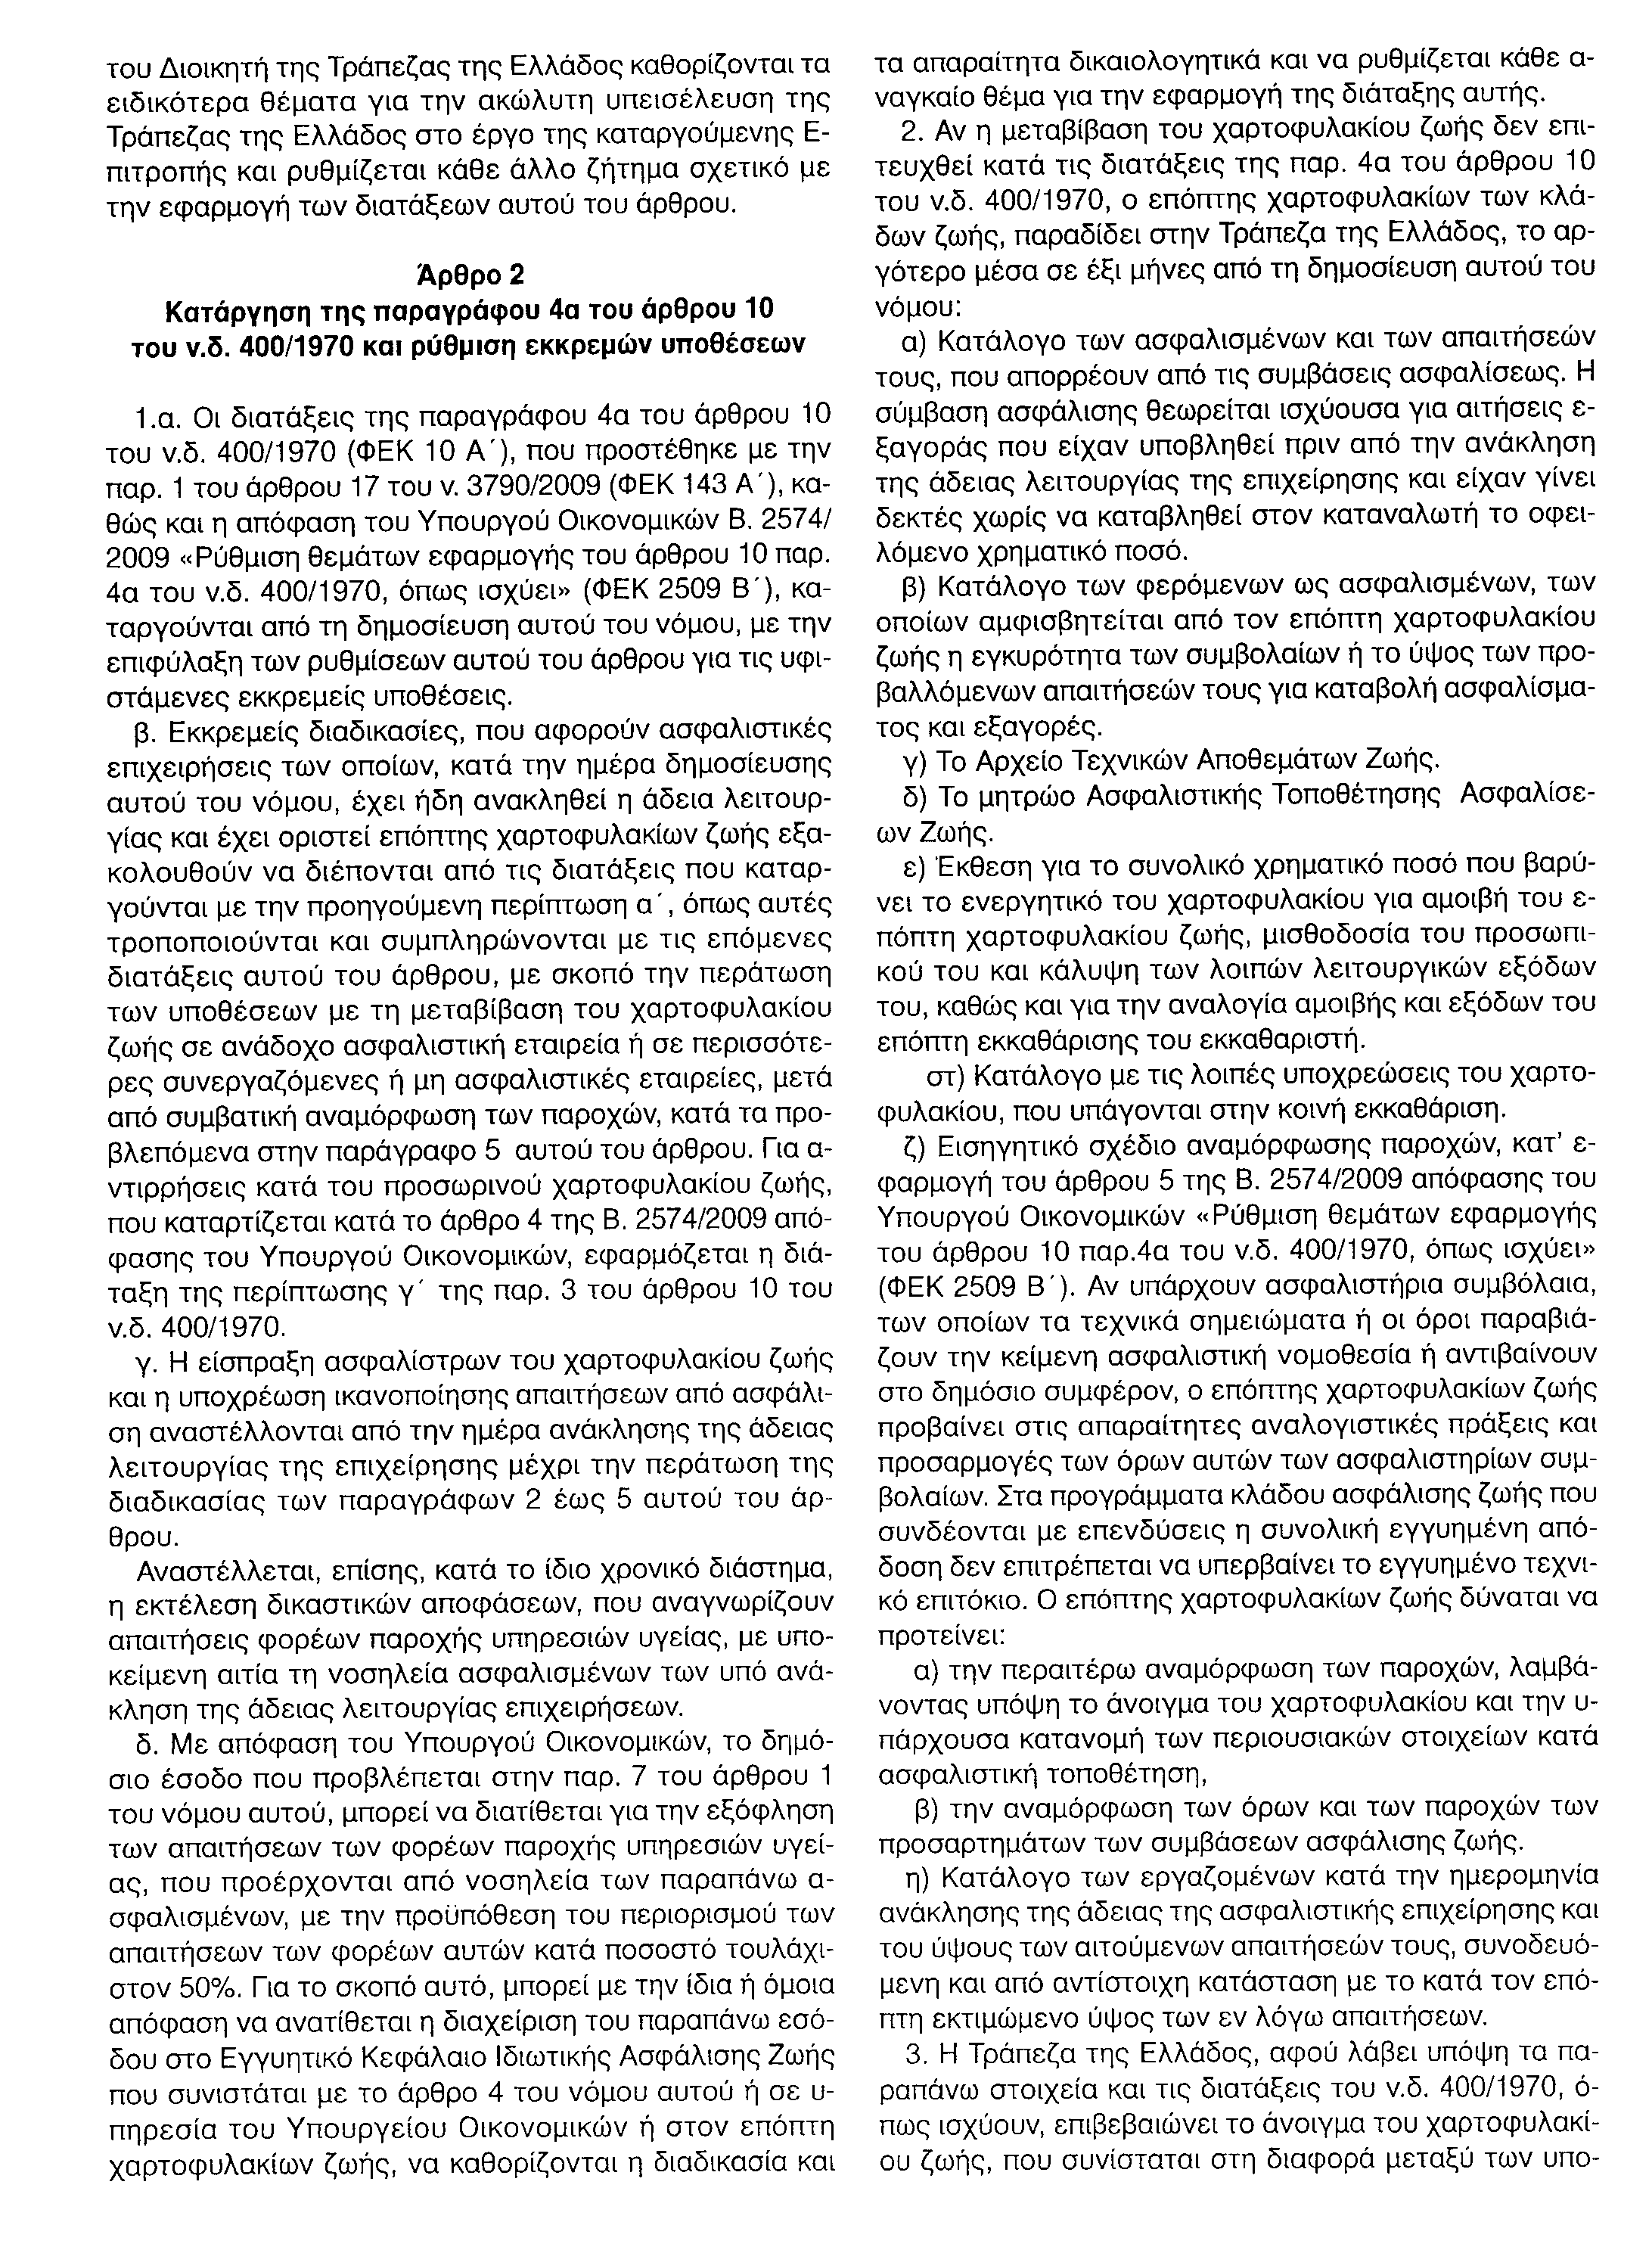 του Διοικητή της Τράπεζας της Ελλάδος καθορίζονται τα
ειδικότερα θέματα για την ακώλυτη υπεισέλευση της
Τράπεζας της Ελλάδος στο έργο της καταργούμενης Ε-
πιτροπής και ρυθμίζεται κάθε άλλο ζήτημα σχετικό με
την εφαρμογή των διατάξεων αυτού του άρθρου.
Άρθρο 2
Κατάργηση της παραγράφου 4α του άρθρου 10
του ν.δ. 400/1970 και ρύθμιση εκκρεμών υποθέσεων
1.α. Οι διατάξεις της παραγράφου 4α του άρθρου 10
του ν.δ. 400/1970 (ΦΕΚ 10 Α΄), που προστέθηκε με την
παρ. 1 του άρθρου 17 του ν. 3790/2009 (ΦΕΚ 143 Α΄), κα-
θώς και η απόφαση του Υπουργού Οικονομικών Β. 2574/
2009 «Ρύθμιση θεμάτων εφαρμογής του άρθρου 10 παρ.
4α του ν.δ. 400/1970, όπως ισχύει» (ΦΕΚ 2509 Β΄), κα-
ταργούνται από τη δημοσίευση αυτού του νόμου, με την
επιφύλαξη των ρυθμίσεων αυτού του άρθρου για τις υφι-
στάμενες εκκρεμείς υποθέσεις.
β. Εκκρεμείς διαδικασίες, που αφορούν ασφαλιστικές
επιχειρήσεις των οποίων, κατά την ημέρα δημοσίευσης
αυτού του νόμου, έχει ήδη ανακληθεί η άδεια λειτουρ-
γίας και έχει οριστεί επόπτης χαρτοφυλακίων ζωής εξα-
κολουθούν να διέπονται από τις διατάξεις που καταρ-
γούνται με την προηγούμενη περίπτωση α΄, όπως αυτές
τροποποιούνται και συμπληρώνονται με τις επόμενες
διατάξεις αυτού του άρθρου, με σκοπό την περάτωση
των υποθέσεων με τη μεταβίβαση του χαρτοφυλακίου
ζωής σε ανάδοχο ασφαλιστική εταιρεία ή σε περισσότε-
ρες συνεργαζόμενες ή μη ασφαλιστικές εταιρείες, μετά
από συμβατική αναμόρφωση των παροχών, κατά τα προ-
βλεπόμενα στην παράγραφο 5 αυτού του άρθρου. Για α-
ντιρρήσεις κατά του προσωρινού χαρτοφυλακίου ζωής,
που καταρτίζεται κατά το άρθρο 4 της Β. 2574/2009 από-
φασης του Υπουργού Οικονομικών, εφαρμόζεται η διά-
ταξη της περίπτωσης γ΄ της παρ. 3 του άρθρου 10 του
ν.δ. 400/1970.
γ. Η είσπραξη ασφαλίστρων του χαρτοφυλακίου ζωής
και η υποχρέωση ικανοποίησης απαιτήσεων από ασφάλι-
ση αναστέλλονται από την ημέρα ανάκλησης της άδειας
λειτουργίας της επιχείρησης μέχρι την περάτωση της
διαδικασίας των παραγράφων 2 έως 5 αυτού του άρ-
θρου.
Αναστέλλεται, επίσης, κατά το ίδιο χρονικό διάστημα,
η εκτέλεση δικαστικών αποφάσεων, που αναγνωρίζουν
απαιτήσεις φορέων παροχής υπηρεσιών υγείας, με υπο-
κείμενη αιτία τη νοσηλεία ασφαλισμένων των υπό ανά-
κληση της άδειας λειτουργίας επιχειρήσεων.
δ. Με απόφαση του Υπουργού Οικονομικών, το δημό-
σιο έσοδο που προβλέπεται στην παρ. 7 του άρθρου 1
του νόμου αυτού, μπορεί να διατίθεται για την εξόφληση
των απαιτήσεων των φορέων παροχής υπηρεσιών υγεί-
ας, που προέρχονται από νοσηλεία των παραπάνω α-
σφαλισμένων, με την προϋπόθεση του περιορισμού των
απαιτήσεων των φορέων αυτών κατά ποσοστό τουλάχι-
στον 50%. Για το σκοπό αυτό, μπορεί με την ίδια ή όμοια
απόφαση να ανατίθεται η διαχείριση του παραπάνω εσό-
δου στο Εγγυητικό Κεφάλαιο Ιδιωτικής Ασφάλισης Ζωής
που συνιστάται με το άρθρο 4 του νόμου αυτού ή σε υ-
πηρεσία του Υπουργείου Οικονομικών ή στον επόπτη
χαρτοφυλακίων ζωής, να καθορίζονται η διαδικασία και
τα απαραίτητα δικαιολογητικά και να ρυθμίζεται κάθε α-
ναγκαίο θέμα για την εφαρμογή της διάταξης αυτής.
2. Αν η μεταβίβαση του χαρτοφυλακίου ζωής δεν επι-
τευχθεί κατά τις διατάξεις της παρ. 4α του άρθρου 10
του ν.δ. 400/1970, ο επόπτης χαρτοφυλακίων των κλά-
δων ζωής, παραδίδει στην Τράπεζα της Ελλάδος, το αρ-
γότερο μέσα σε έξι μήνες από τη δημοσίευση αυτού του
νόμου:
α) Κατάλογο των ασφαλισμένων και των απαιτήσεών
τους, που απορρέουν από τις συμβάσεις ασφαλίσεως. Η
σύμβαση ασφάλισης θεωρείται ισχύουσα για αιτήσεις ε-
ξαγοράς που είχαν υποβληθεί πριν από την ανάκληση
της άδειας λειτουργίας της επιχείρησης και είχαν γίνει
δεκτές χωρίς να καταβληθεί στον καταναλωτή το οφει-
λόμενο χρηματικό ποσό.
β) Κατάλογο των φερόμενων ως ασφαλισμένων, των
οποίων αμφισβητείται από τον επόπτη χαρτοφυλακίου
ζωής η εγκυρότητα των συμβολαίων ή το ύψος των προ-
βαλλόμενων απαιτήσεών τους για καταβολή ασφαλίσμα-
τος και εξαγορές.
γ) Το Αρχείο Τεχνικών Αποθεμάτων Ζωής.
δ) Το μητρώο Ασφαλιστικής Τοποθέτησης Ασφαλίσε-
ων Ζωής.
ε) Έκθεση για το συνολικό χρηματικό ποσό που βαρύ-
νει το ενεργητικό του χαρτοφυλακίου για αμοιβή του ε-
πόπτη χαρτοφυλακίου ζωής, μισθοδοσία του προσωπι-
κού του και κάλυψη των λοιπών λειτουργικών εξόδων
του, καθώς και για την αναλογία αμοιβής και εξόδων του
επόπτη εκκαθάρισης του εκκαθαριστή.
στ) Κατάλογο με τις λοιπές υποχρεώσεις του χαρτο-
φυλακίου, που υπάγονται στην κοινή εκκαθάριση.
ζ) Εισηγητικό σχέδιο αναμόρφωσης παροχών, κατ’ ε-
φαρμογή του άρθρου 5 της Β. 2574/2009 απόφασης του
Υπουργού Οικονομικών «Ρύθμιση θεμάτων εφαρμογής
του άρθρου 10 παρ.4α του ν.δ. 400/1970, όπως ισχύει»
(ΦΕΚ 2509 Β΄). Αν υπάρχουν ασφαλιστήρια συμβόλαια,
των οποίων τα τεχνικά σημειώματα ή οι όροι παραβιά-
ζουν την κείμενη ασφαλιστική νομοθεσία ή αντιβαίνουν
στο δημόσιο συμφέρον, ο επόπτης χαρτοφυλακίων ζωής
προβαίνει στις απαραίτητες αναλογιστικές πράξεις και
προσαρμογές των όρων αυτών των ασφαλιστηρίων συμ-
βολαίων. Στα προγράμματα κλάδου ασφάλισης ζωής που
συνδέονται με επενδύσεις η συνολική εγγυημένη από-
δοση δεν επιτρέπεται να υπερβαίνει το εγγυημένο τεχνι-
κό επιτόκιο. Ο επόπτης χαρτοφυλακίων ζωής δύναται να
προτείνει:
α) την περαιτέρω αναμόρφωση των παροχών, λαμβά-
νοντας υπόψη το άνοιγμα του χαρτοφυλακίου και την υ-
πάρχουσα κατανομή των περιουσιακών στοιχείων κατά
ασφαλιστική τοποθέτηση,
β) την αναμόρφωση των όρων και των παροχών των
προσαρτημάτων των συμβάσεων ασφάλισης ζωής.
η) Κατάλογο των εργαζομένων κατά την ημερομηνία
ανάκλησης της άδειας της ασφαλιστικής επιχείρησης και
του ύψους των αιτούμενων απαιτήσεών τους, συνοδευό-
μενη και από αντίστοιχη κατάσταση με το κατά τον επό-
πτη εκτιμώμενο ύψος των εν λόγω απαιτήσεων.
3. Η Τράπεζα της Ελλάδος, αφού λάβει υπόψη τα πα-
ραπάνω στοιχεία και τις διατάξεις του ν.δ. 400/1970, ό-
πως ισχύουν, επιβεβαιώνει το άνοιγμα του χαρτοφυλακί-
ου ζωής, που συνίσταται στη διαφορά μεταξύ των υπο-